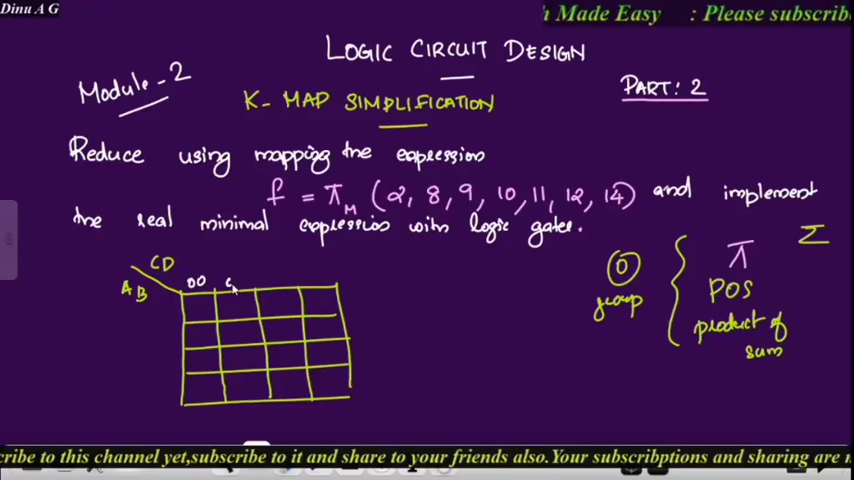 Dinu A G
h Made Easy : Please subscribe
LOGIC CIRCUIT DESIGN
Module-2
K-MAP SIMPLIFICATION
PART: 2
Reduce using mapping the expression
f = πM (2, 8, 9, 10, 11, 12, 14) and implement
the real minimal expression with logic gates.
Σ
CD
AB
00
0 group
π
POS
product of
sum
cribe to this channel yet,subscribe to it and share to your friends also.Your subscribptions and sharing are